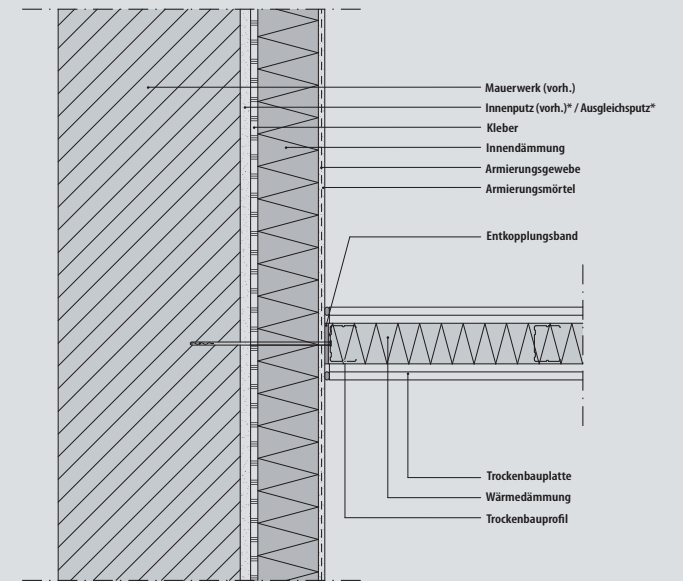 Mauerwerk (vorh.)
Innenputz (vorh.)* / Ausgleichsputz*
Kleber
Innendämmung
Armierungsgewebe
Armierungsmörtel
Entkopplungsband
Trockenbauplatte
Wärmedämmung
Trockenbauprofil